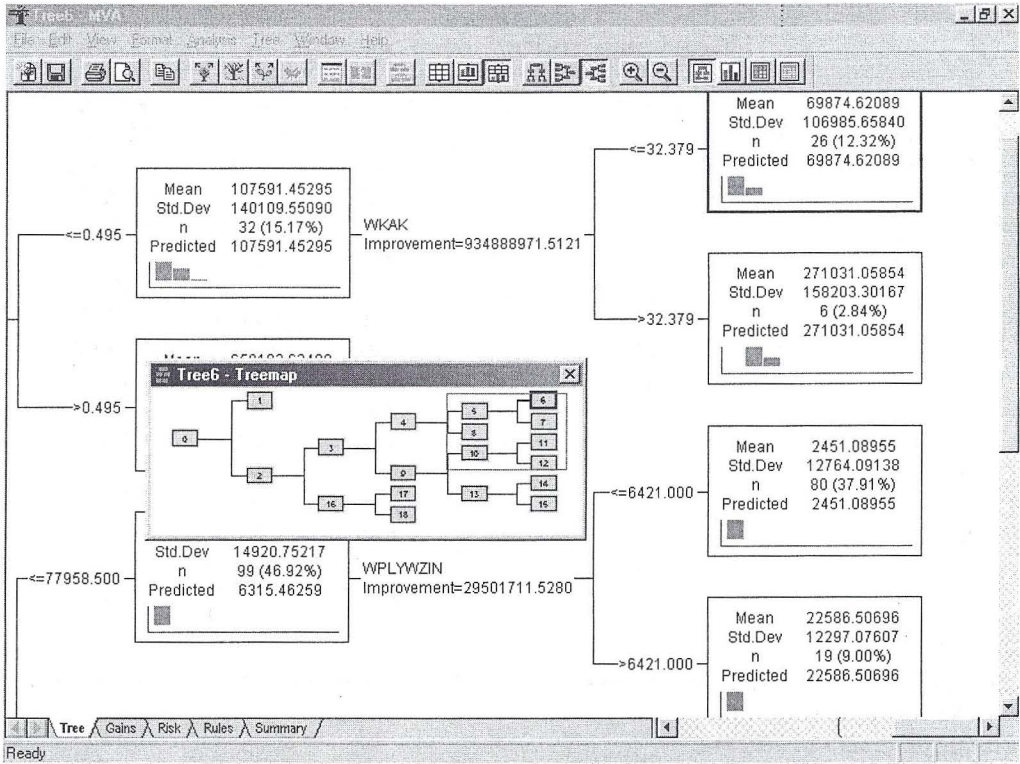 Tree6 - MVA
File Edit View Format Analysis Tree Window Help
Mean 69874.62089
Std.Dev 106985.65840
n 26 (12.32%)
Predicted 69874.62089
<=32.379
Mean 107591.45295
Std.Dev 140109.55090
n 32 (15.17%)
Predicted 107591.45295
<=0.495
WKAK
Improvement=934888971.5121
Mean 271031.05854
Std.Dev 158203.30167
n 6 (2.84%)
Predicted 271031.05854
>32.379
>0.495
Tree6 - Treemap
0
1
2
3
4
5
6
7
8
9
10
11
12
13
14
15
16
17
18
Mean 2451.08955
Std.Dev 12764.09138
n 80 (37.91%)
Predicted 2451.08955
<=6421.000
Std.Dev 14920.75217
n 99 (46.92%)
Predicted 6315.46259
<=77958.500
WPLYWZIN
Improvement=29501711.5280
Mean 22586.50696
Std.Dev 12297.07607
n 19 (9.00%)
Predicted 22586.50696
>6421.000
Tree Gains Risk Rules Summary
Ready